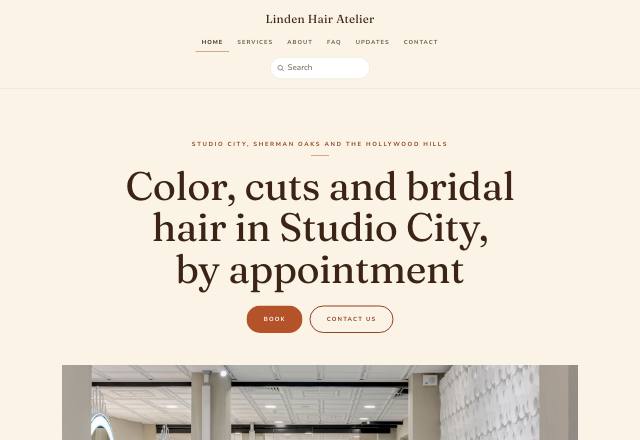 Linden Hair Atelier
HOME SERVICES ABOUT FAQ UPDATES CONTACT
Search
STUDIO CITY, SHERMAN OAKS AND THE HOLLYWOOD HILLS
Color, cuts and bridal
hair in Studio City,
by appointment
BOOK CONTACT US